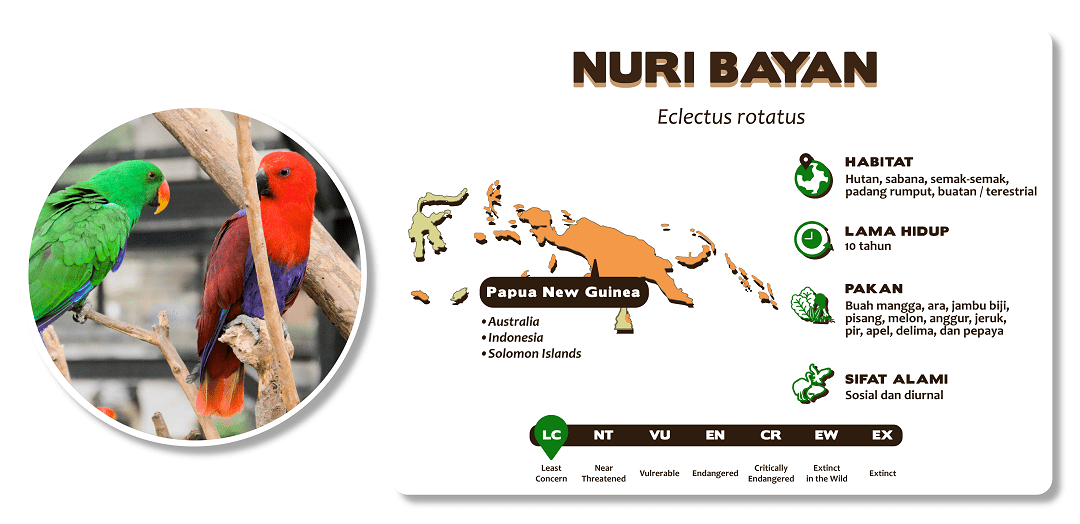 NURI BAYAN
Eclectus rotatus
HABITAT
Hutan, sabana, semak-semak,
padang rumput, buatan / terestrial
LAMA HIDUP
10 tahun
PAKAN
Buah mangga, ara, jambu biji,
pisang, melon, anggur, jeruk,
pir, apel, delima, dan pepaya
SIFAT ALAMI
Sosial dan diurnal
Papua New Guinea
•Australia
•Indonesia
•Solomon Islands
LC NT VU EN CR EW EX
Least Concern
Near Threatened
Vulrerable
Endangered
Critically Endangered
Extinct in the Wild
Extinct